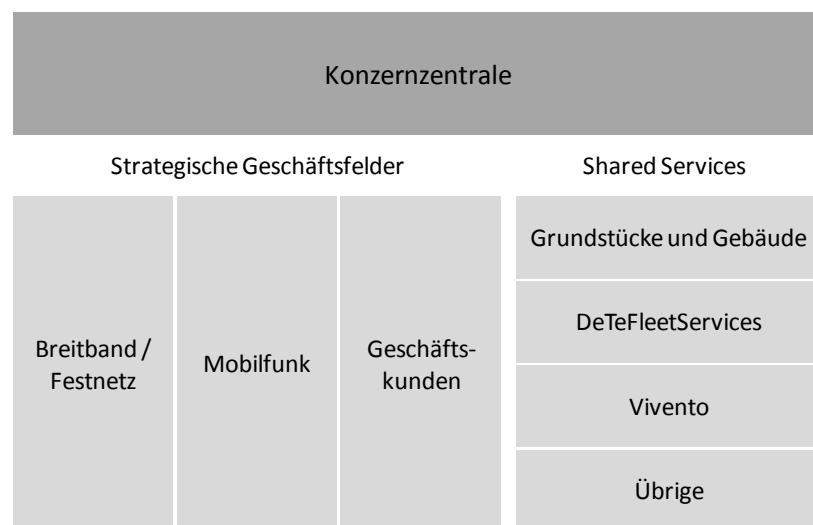 Konzernzentrale
Strategische Geschäftsfelder
Shared Services
Breitband /
Festnetz
Mobilfunk
Geschäfts-
kunden
Grundstücke und Gebäude
DeTeFleetServices
Vivento
Übrige